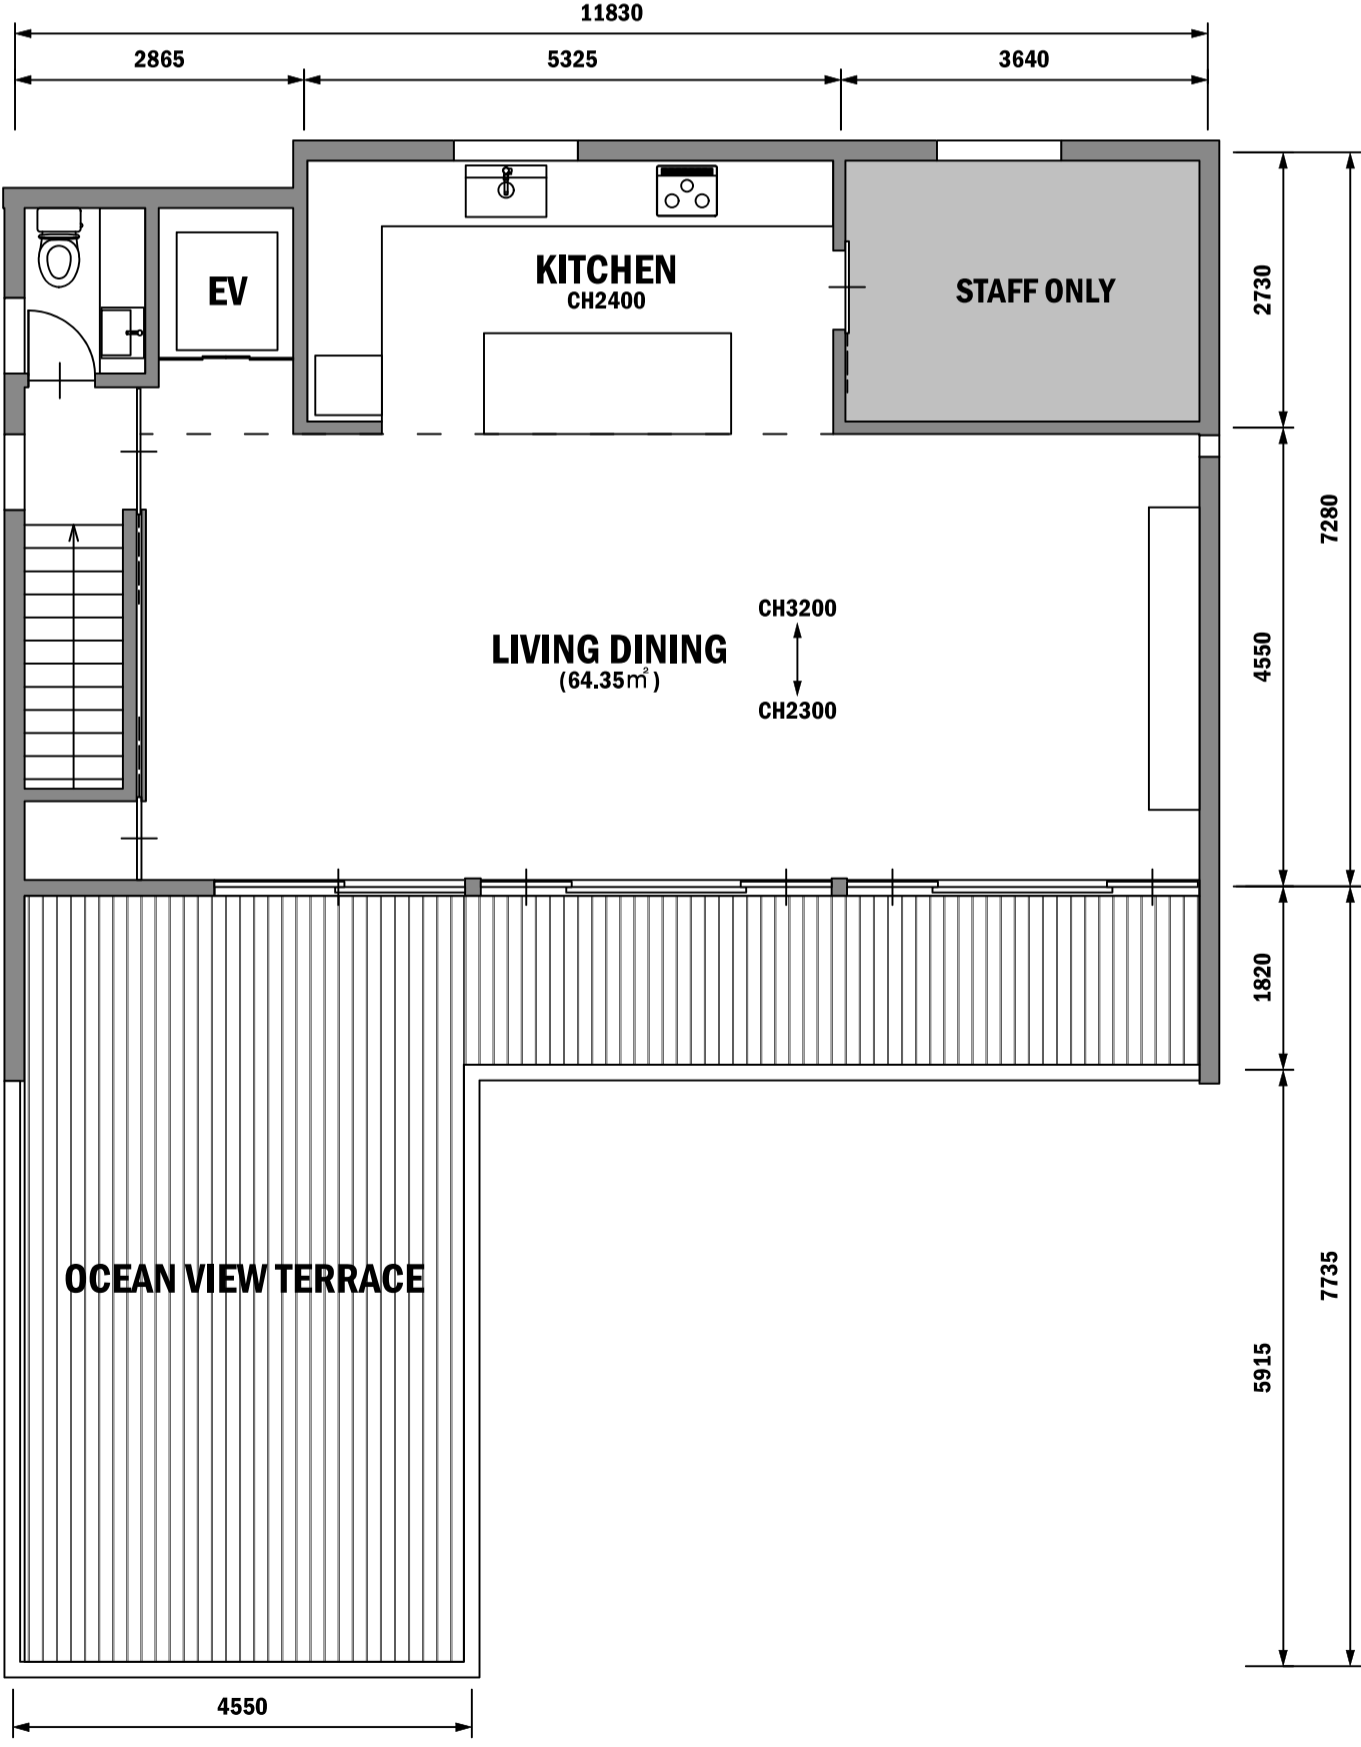 11830
2865 5325 3640
KITCHEN
CH2400
EV
STAFF ONLY
2730
7280
CH3200
LIVING DINING
(64.35㎡)
CH2300
4550
1820
OCEAN VIEW TERRACE
7735
5915
4550